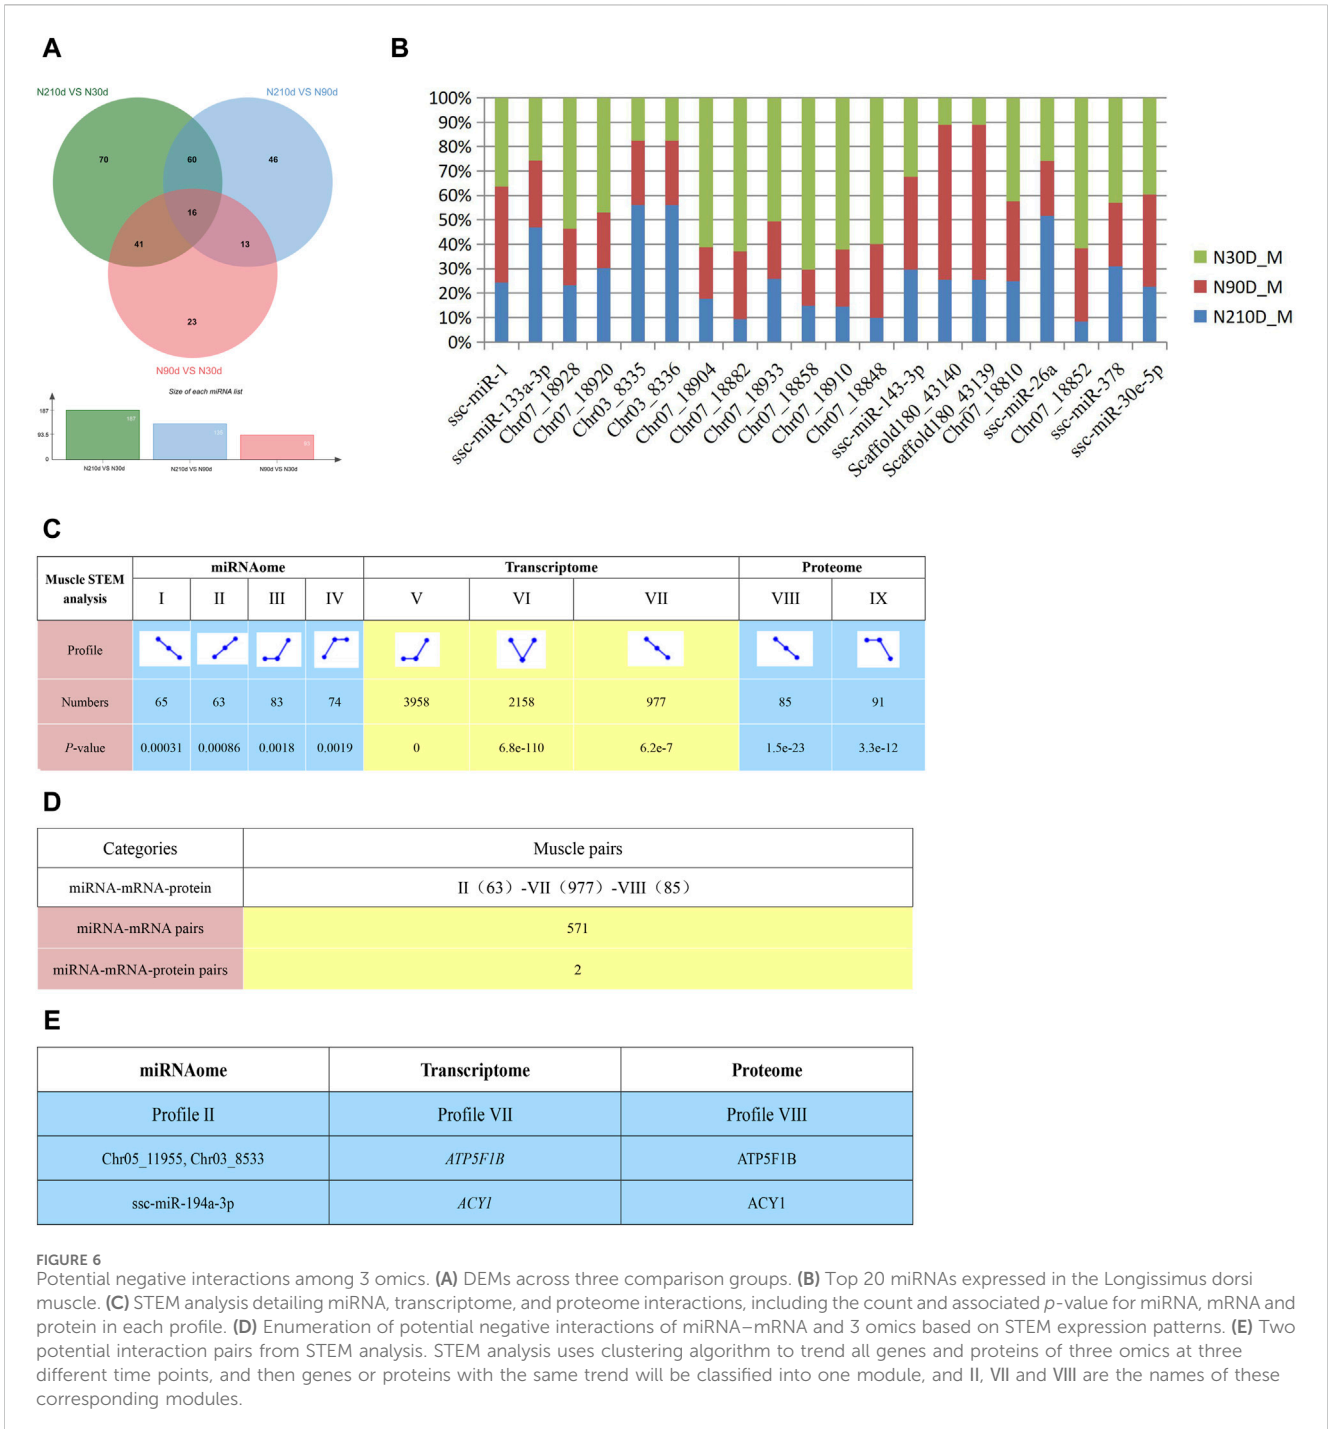 A
N210d VS N30d
N210d VS N90d
70
60
46
16
41
13
23
N90d VS N30d
Size of each miRNA list
187
93.5
0
187
135
93
N210d VS N30d
N210d VS N90d
N90d VS N30d
B
100%
90%
80%
70%
60%
50%
40%
30%
20%
10%
0%
ssc-miR-1
ssc-miR-133a-3p
Chr07_18928
Chr07_18920
Chr03_8335
Chr03_8336
Chr07_18904
Chr07_18882
Chr07_18933
Chr07_18858
Chr07_18910
Chr07_18848
ssc-miR-143-3p
Scaffold180_43140
Scaffold180_43139
Chr07_18810
ssc-miR-26a
Chr07_18852
ssc-miR-378
ssc-miR-30e-5p
N30D_M
N90D_M
N210D_M
C
Muscle STEM analysis miRNAome Transcriptome Proteome
I II III IV V VI VII VIII IX
Profile
Numbers 65 63 83 74 3958 2158 977 85 91
P-value 0.00031 0.00086 0.0018 0.0019 0 6.8e-110 6.2e-7 1.5e-23 3.3e-12
D
Categories Muscle pairs
miRNA-mRNA-protein II（63）-VII（977）-VIII（85）
miRNA-mRNA pairs 571
miRNA-mRNA-protein pairs 2
E
miRNAome Transcriptome Proteome
Profile II Profile VII Profile VIII
Chr05_11955, Chr03_8533 ATP5F1B ATP5F1B
ssc-miR-194a-3p ACY1 ACY1
FIGURE 6
Potential negative interactions among 3 omics. (A) DEMs across three comparison groups. (B) Top 20 miRNAs expressed in the Longissimus dorsi
muscle. (C) STEM analysis detailing miRNA, transcriptome, and proteome interactions, including the count and associated p-value for miRNA, mRNA and
protein in each profile. (D) Enumeration of potential negative interactions of miRNA–mRNA and 3 omics based on STEM expression patterns. (E) Two
potential interaction pairs from STEM analysis. STEM analysis uses clustering algorithm to trend all genes and proteins of three omics at three
different time points, and then genes or proteins with the same trend will be classified into one module, and II, VII and VIII are the names of these
corresponding modules.